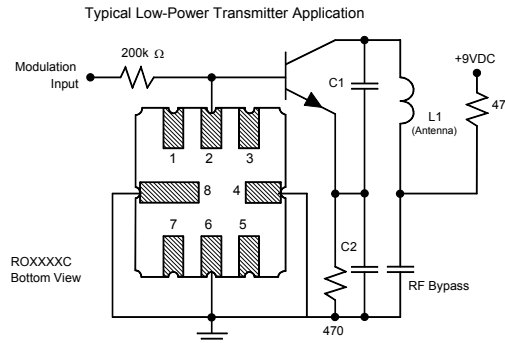 Typical Low-Power Transmitter Application
200k Ω
Modulation
Input
+9VDC
C1
47
L1
(Antenna)
1
2
3
8
4
7
6
5
C2
ROXXXXC
Bottom View
RF Bypass
470